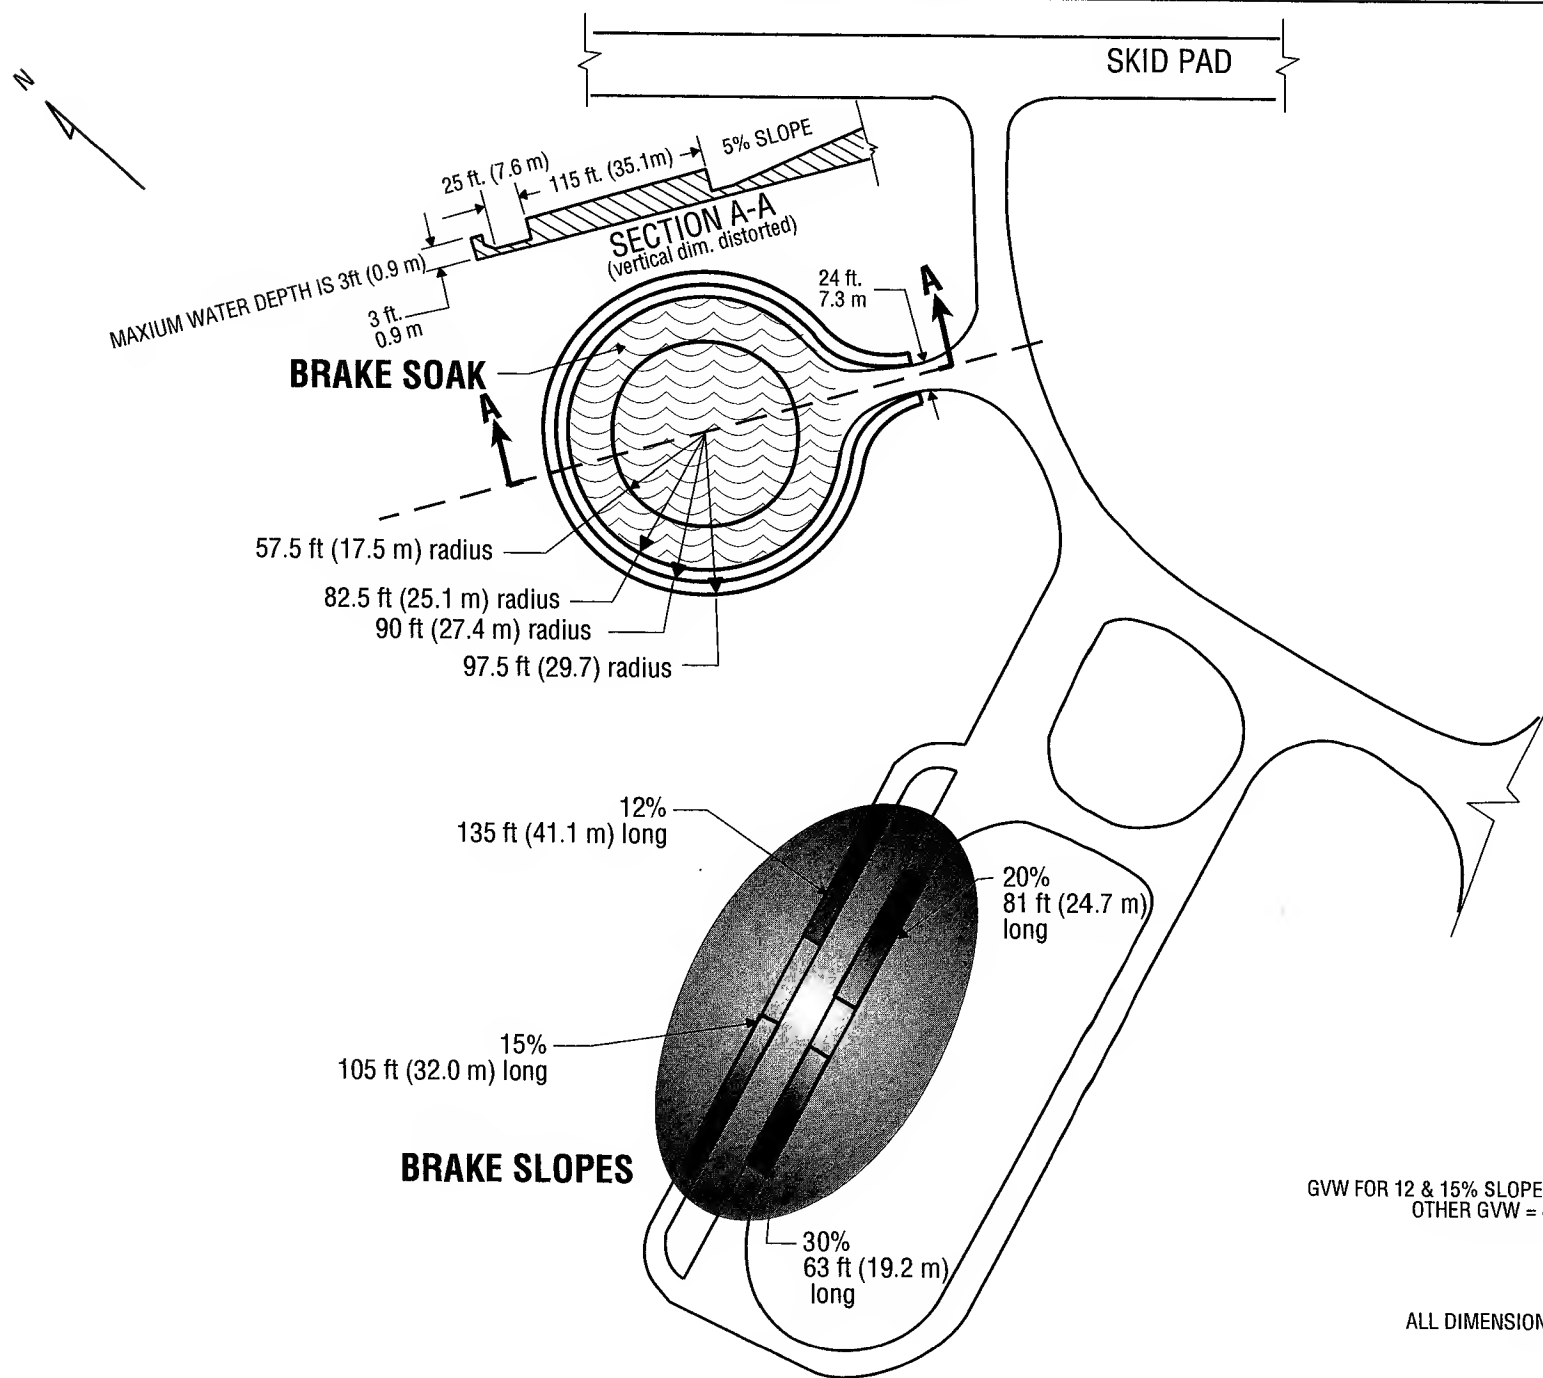 SKID PAD
N
25 ft. (7.6 m)
115 ft. (35.1m)
5% SLOPE
SECTION A-A
(vertical dim. distorted)
MAXIUM WATER DEPTH IS 3ft (0.9 m)
3 ft.
0.9 m
24 ft.
7.3 m
A
BRAKE SOAK
A
57.5 ft (17.5 m) radius
82.5 ft (25.1 m) radius
90 ft (27.4 m) radius
97.5 ft (29.7) radius
12%
135 ft (41.1 m) long
20%
81 ft (24.7 m)
long
15%
105 ft (32.0 m) long
BRAKE SLOPES
GVW FOR 12 & 15% SLOPE
OTHER GVW =
30%
63 ft (19.2 m)
long
ALL DIMENSION